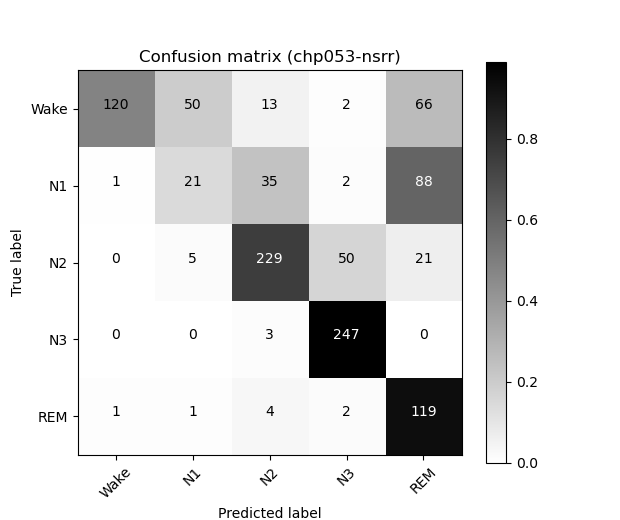 Confusion matrix (chp053-nsrr)
True label
Wake 120 50 13 2 66
N1 1 21 35 2 88
N2 0 5 229 50 21
N3 0 0 3 247 0
REM 1 1 4 2 119
Wake N1 N2 N3 REM
Predicted label
0.8
0.6
0.4
0.2
0.0